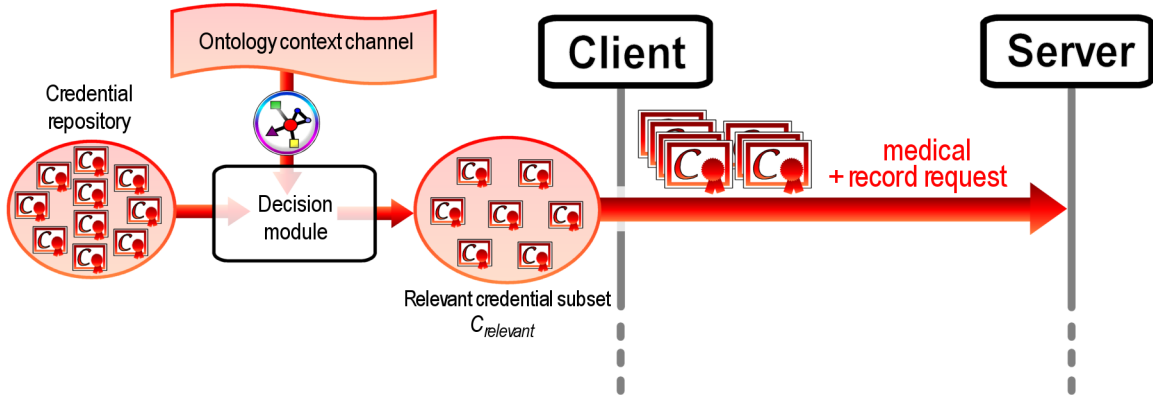 Ontology context channel
Client
Server
Credential
repository
C
C
C
C
C
C
C
C
C
C
Decision
module
C
C
C
C
C
C
C
Relevant credential subset
Crelevant
C
C
medical
+ record request